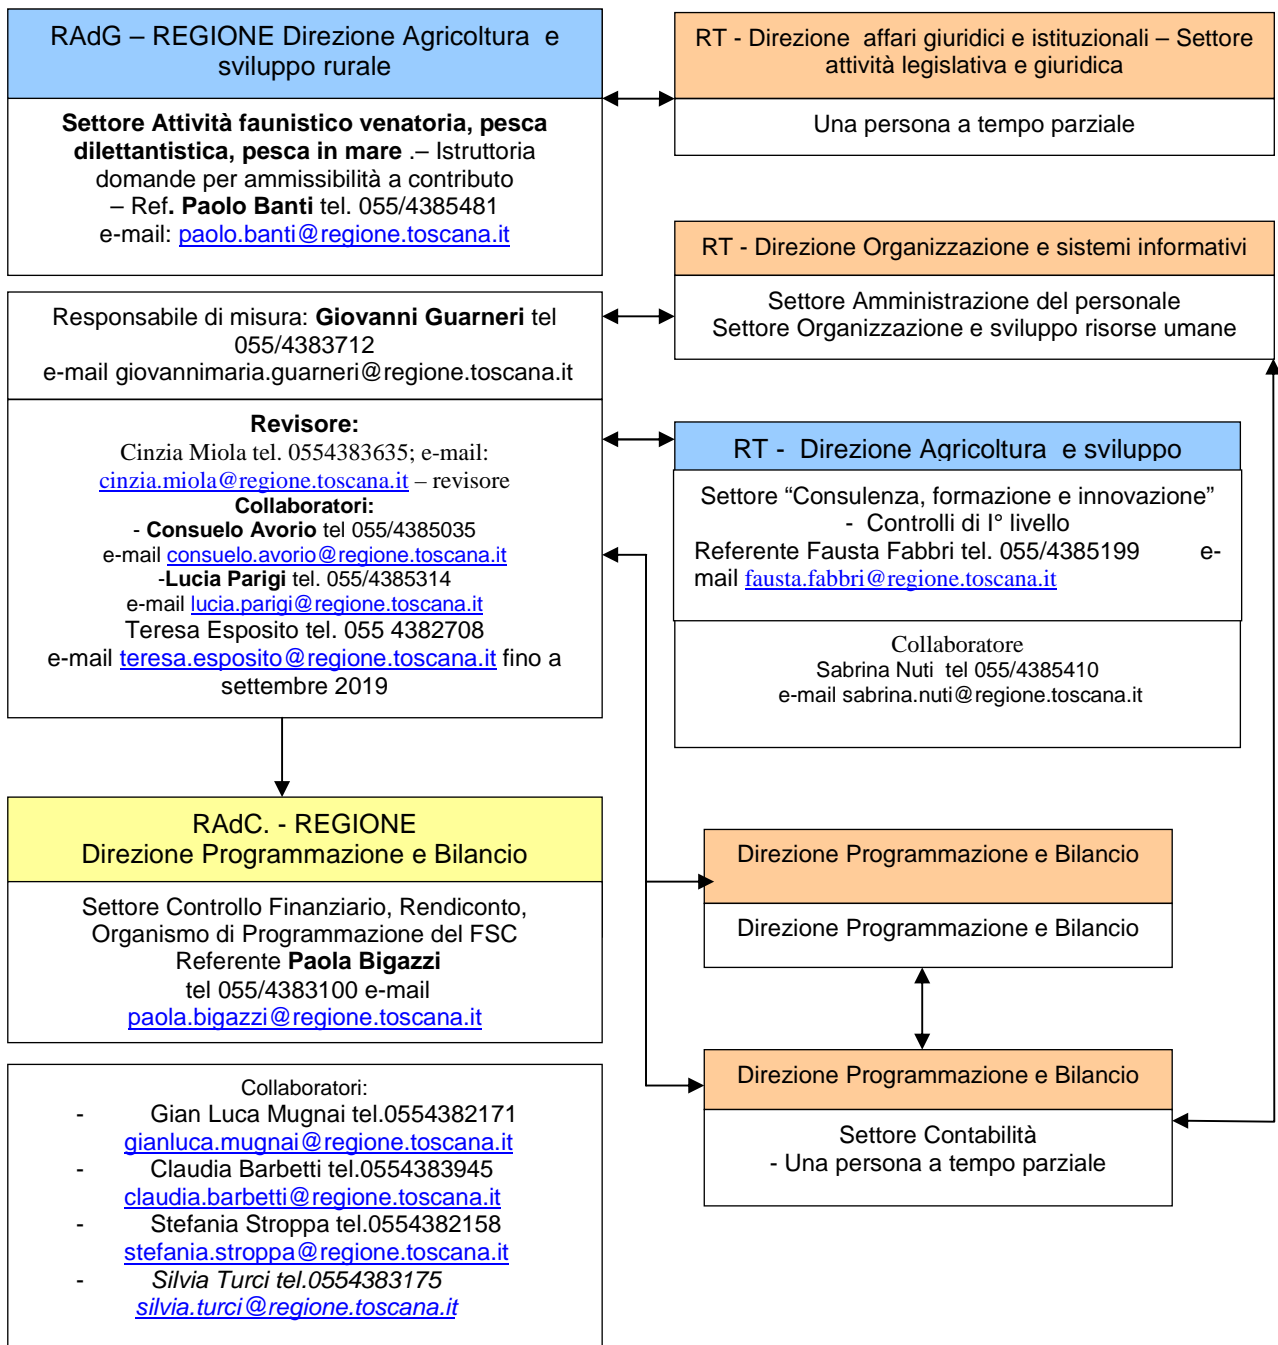 RAdG – REGIONE Direzione Agricoltura e
sviluppo rurale
Settore Attività faunistico venatoria, pesca
dilettantistica, pesca in mare .– Istruttoria
domande per ammissibilità a contributo
– Ref. Paolo Banti tel. 055/4385481
e-mail: paolo.banti@regione.toscana.it
RT - Direzione affari giuridici e istituzionali – Settore
attività legislativa e giuridica
Una persona a tempo parziale
RT - Direzione Organizzazione e sistemi informativi
Settore Amministrazione del personale
Settore Organizzazione e sviluppo risorse umane
Responsabile di misura: Giovanni Guarneri tel
055/4383712
e-mail giovannimaria.guarneri@regione.toscana.it
Revisore:
Cinzia Miola tel. 0554383635; e-mail:
cinzia.miola@regione.toscana.it – revisore
Collaboratori:
- Consuelo Avorio tel 055/4385035
e-mail consuelo.avorio@regione.toscana.it
-Lucia Parigi tel. 055/4385314
e-mail lucia.parigi@regione.toscana.it
Teresa Esposito tel. 055 4382708
e-mail teresa.esposito@regione.toscana.it fino a
settembre 2019
RT - Direzione Agricoltura e sviluppo
Settore “Consulenza, formazione e innovazione”
- Controlli di I° livello
Referente Fausta Fabbri tel. 055/4385199 e-
mail fausta.fabbri@regione.toscana.it
Collaboratore
Sabrina Nuti tel 055/4385410
e-mail sabrina.nuti@regione.toscana.it
RAdC. - REGIONE
Direzione Programmazione e Bilancio
Settore Controllo Finanziario, Rendiconto,
Organismo di Programmazione del FSC
Referente Paola Bigazzi
tel 055/4383100 e-mail
paola.bigazzi@regione.toscana.it
Direzione Programmazione e Bilancio
Direzione Programmazione e Bilancio
Direzione Programmazione e Bilancio
Settore Contabilità
- Una persona a tempo parziale
Collaboratori:
- Gian Luca Mugnai tel.0554382171
gianluca.mugnai@regione.toscana.it
- Claudia Barbetti tel.0554383945
claudia.barbetti@regione.toscana.it
- Stefania Stroppa tel.0554382158
stefania.stroppa@regione.toscana.it
- Silvia Turci tel.0554383175
silvia.turci@regione.toscana.it